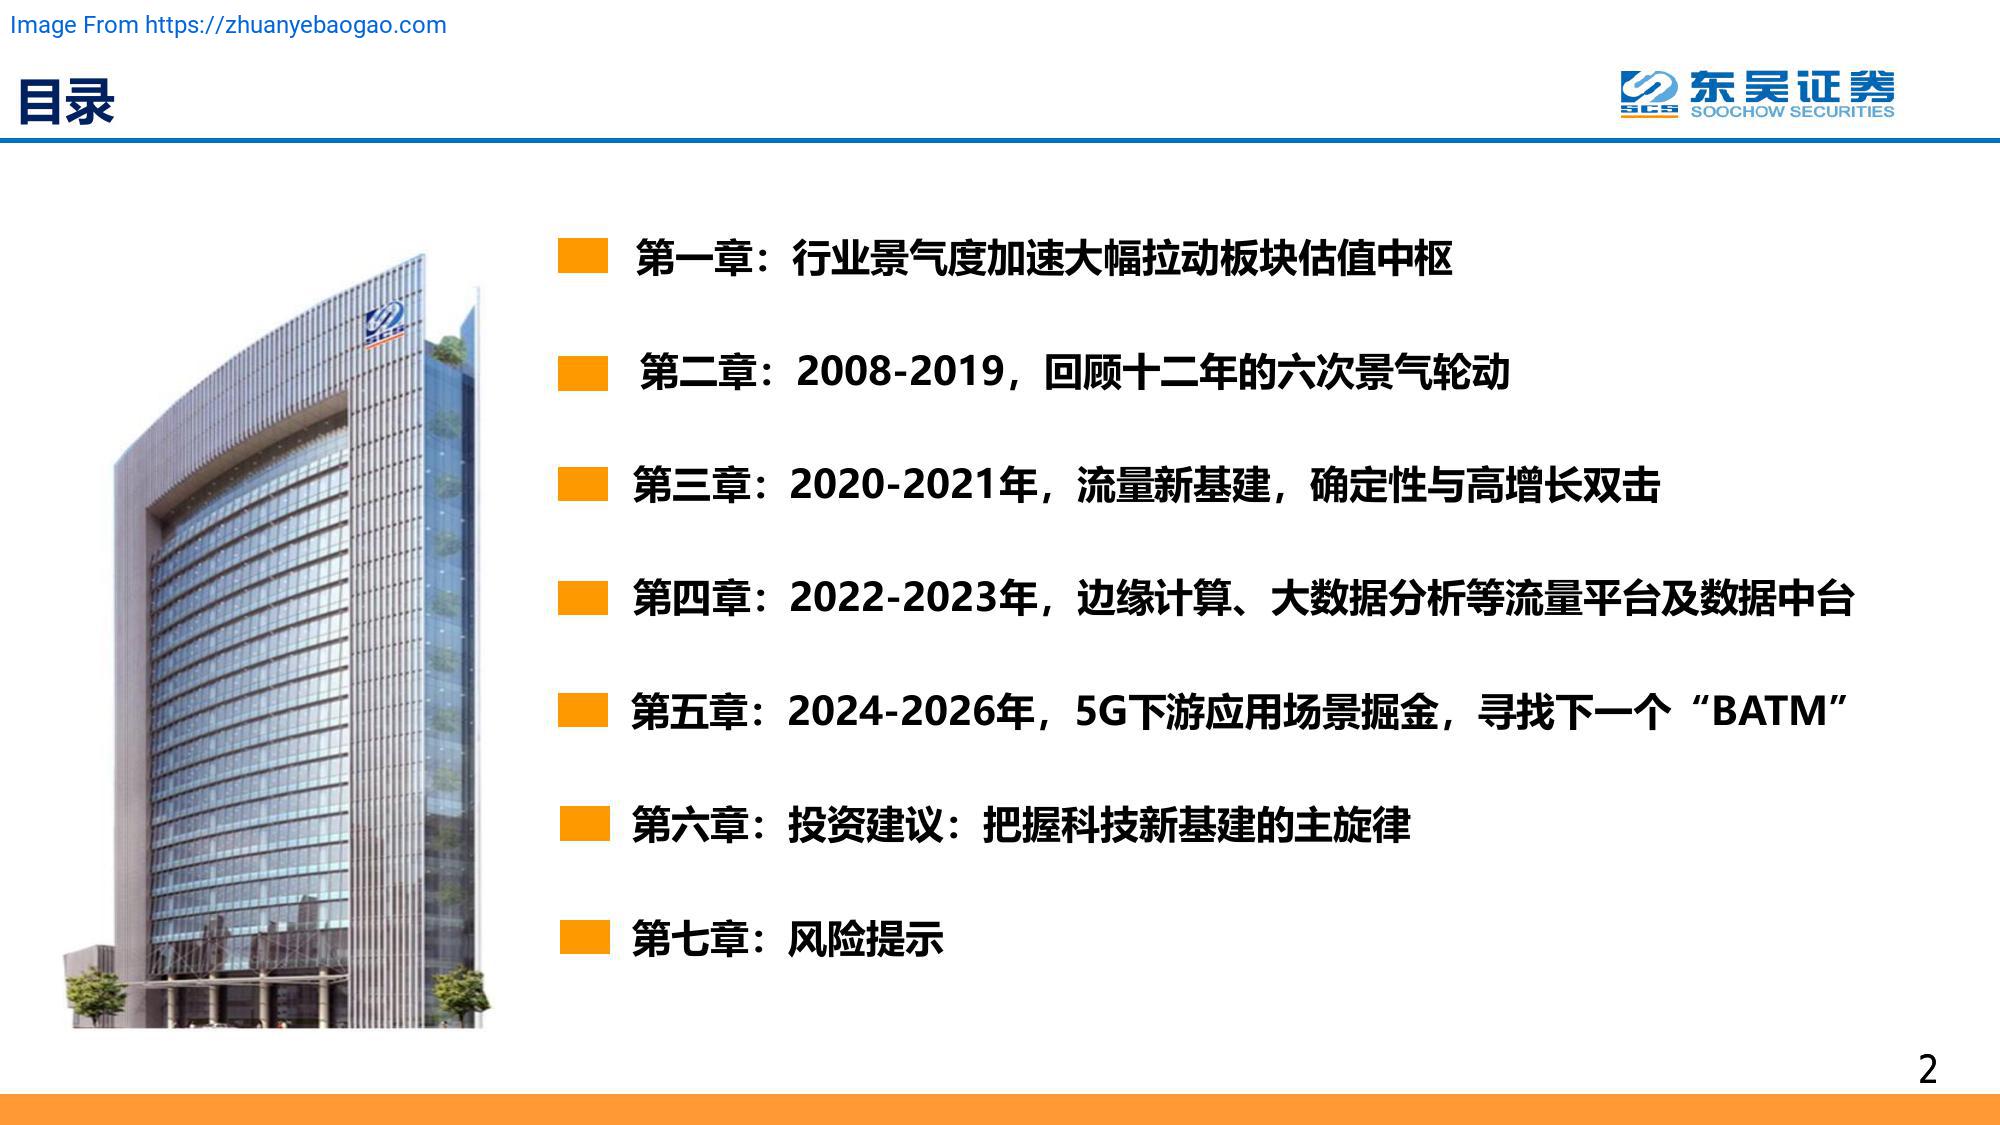 Image From https://zhuanyebaogao.com
目录
东吴证券
SCS
SOOCHOW SECURITIES
SCS
第一章：行业景气度加速大幅拉动板块估值中枢
第二章：2008-2019，回顾十二年的六次景气轮动
第三章：2020-2021年，流量新基建，确定性与高增长双击
第四章：2022-2023年，边缘计算、大数据分析等流量平台及数据中台
第五章：2024-2026年，5G下游应用场景掘金，寻找下一个“BATM”
第六章：投资建议：把握科技新基建的主旋律
第七章：风险提示
2